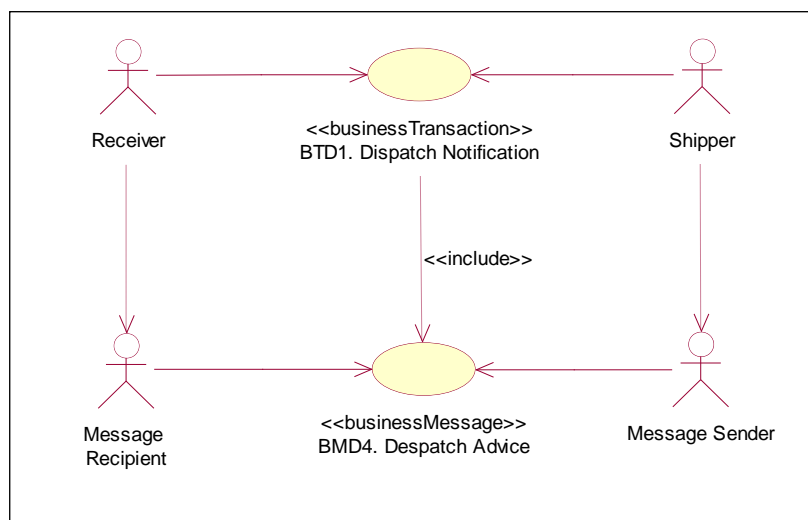 <<businessTransaction>>
Receiver
BTD1. Dispatch Notification
Shipper
<<include>>
<<businessMessage>>
Message
Recipient
BMD4. Despatch Advice
Message Sender